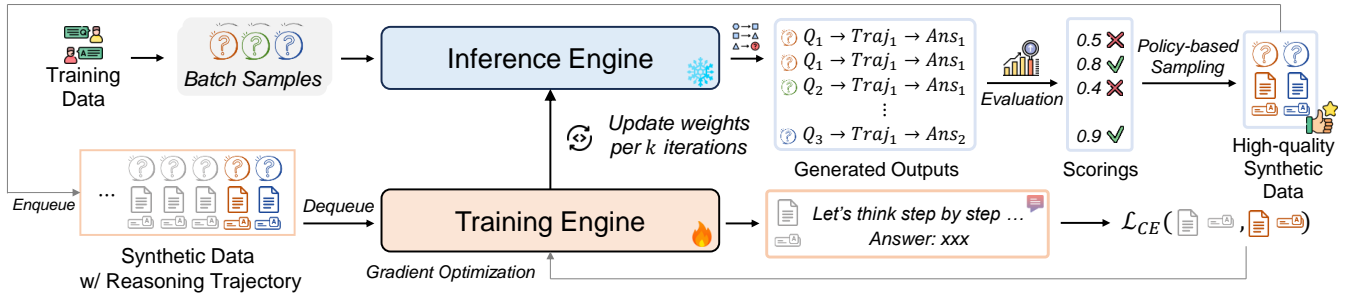 Training
Data
Batch Samples
Inference Engine
Q₁ → Traj₁ → Ans₁
Q₁ → Traj₁ → Ans₁
Q₂ → Traj₁ → Ans₁
⋮
Q₃ → Traj₁ → Ans₂
Generated Outputs
Evaluation
0.5
0.8
0.4
0.9
Scorings
Policy-based
Sampling
High-quality
Synthetic
Data
Update weights
per k iterations
Enqueue
...
Synthetic Data
w/ Reasoning Trajectory
Dequeue
Training Engine
Gradient Optimization
Let's think step by step ...
Answer: xxx
ℒ_CE( , )